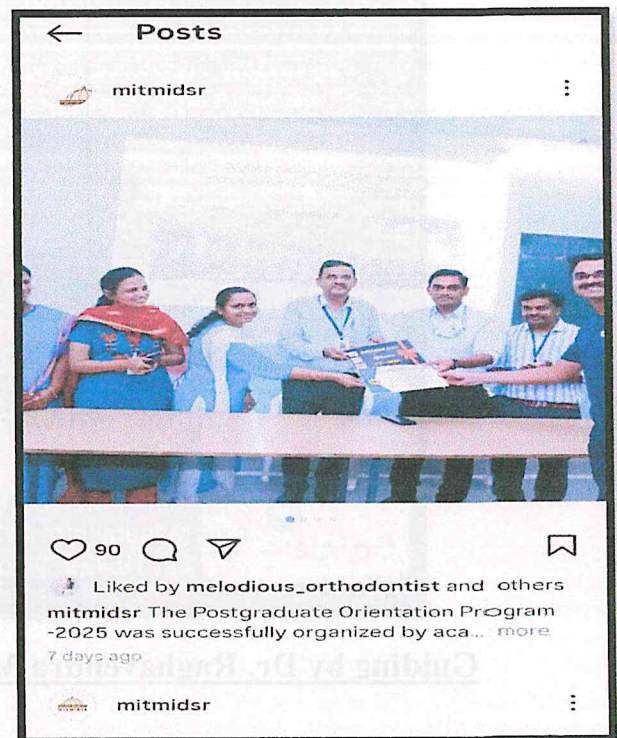 ← Posts
mitmidsr
90
Liked by melodious_orthodontist and others
mitmidsr The Postgraduate Orientation Program
-2025 was successfully organized by aca... more
7 days ago
Guiding by Dr. Raghavendra
mitmidsr